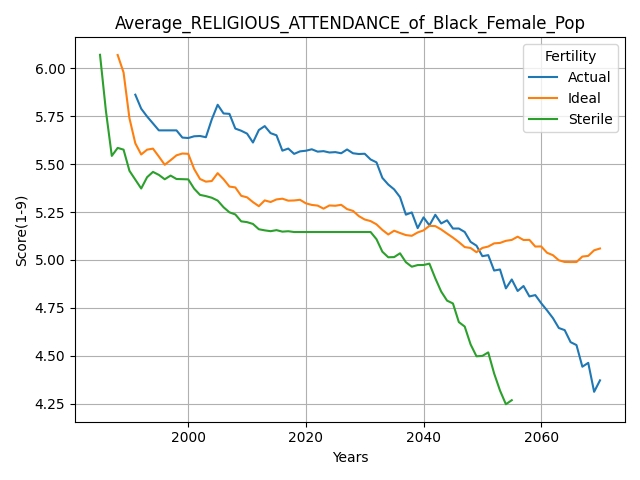 Average_RELIGIOUS_ATTENDANCE_of_Black_Female_Pop
Fertility
Actual
Ideal
Sterile
Score(1-9)
6.00
5.75
5.50
5.25
5.00
4.75
4.50
4.25
2000 2020 2040 2060
Years